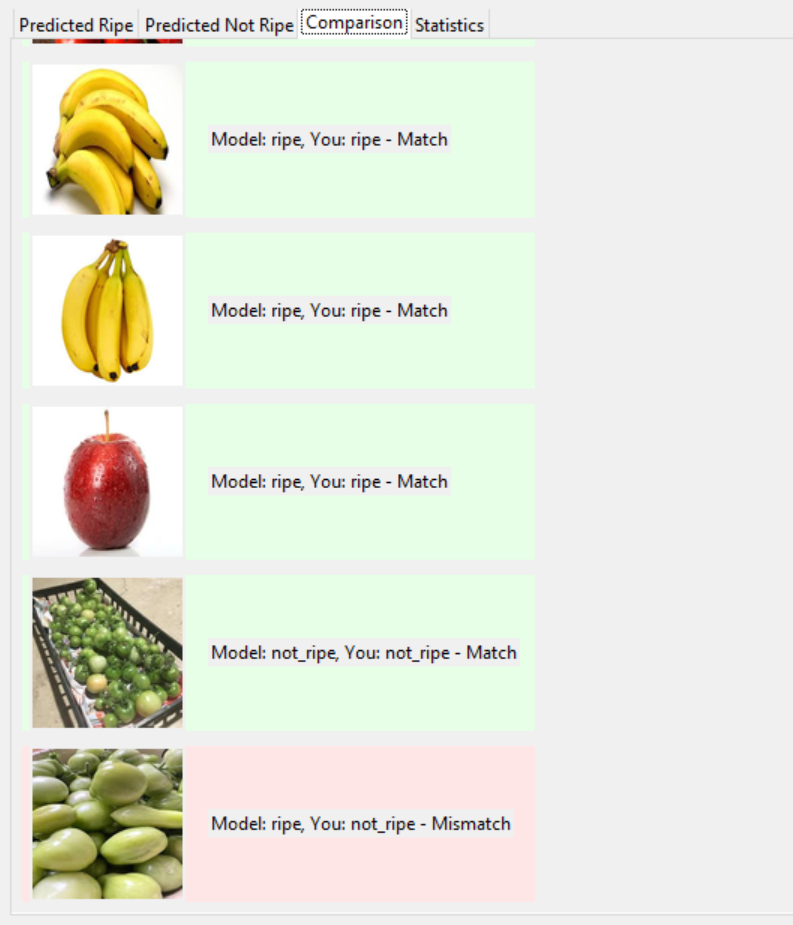 Predicted Ripe Predicted Not Ripe Comparison Statistics
Model: ripe, You: ripe - Match
Model: ripe, You: ripe - Match
Model: ripe, You: ripe - Match
Model: not_ripe, You: not_ripe - Match
Model: ripe, You: not_ripe - Mismatch